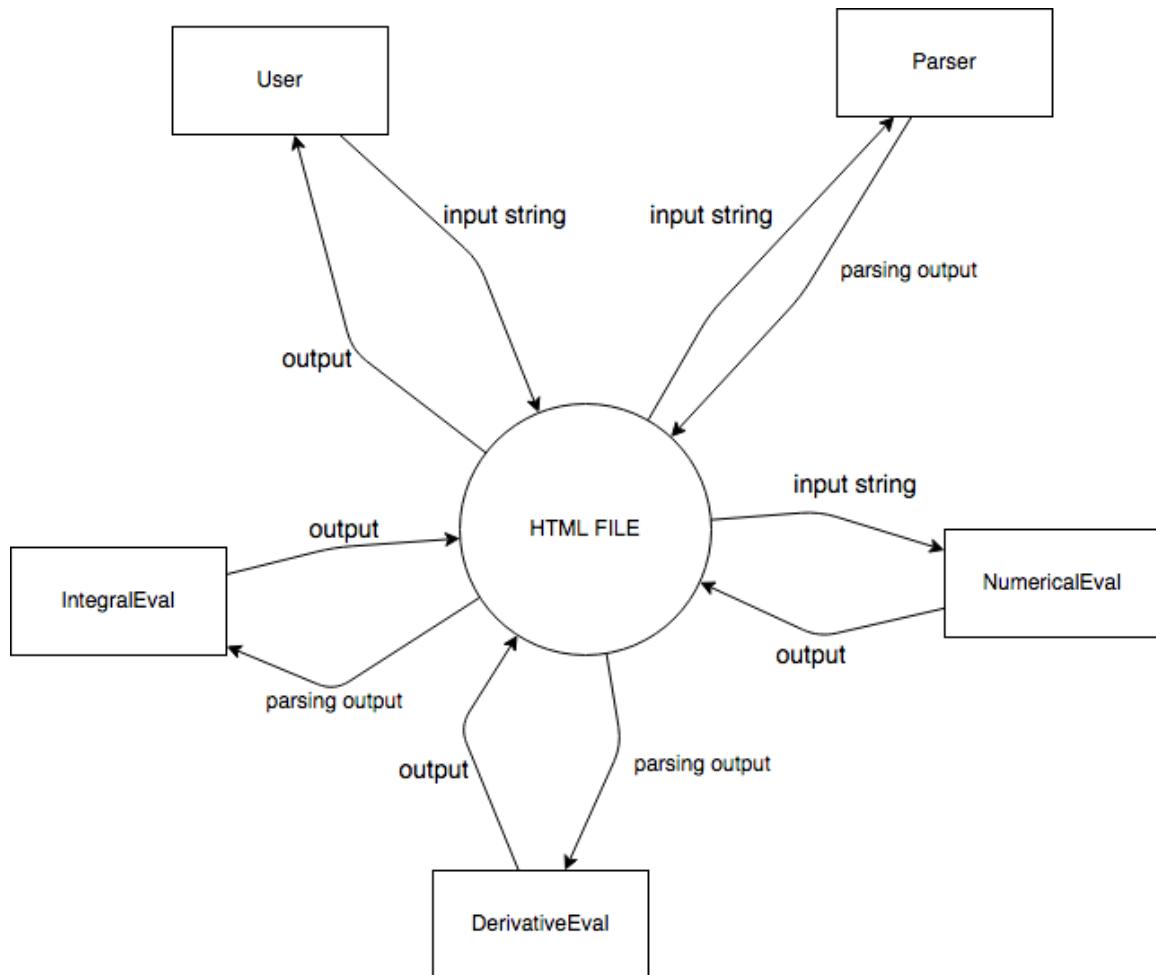 User
Parser
input string
input string
parsing output
output
input string
output
HTML FILE
IntegralEval
NumericalEval
output
parsing output
output
parsing output
DerivativeEval